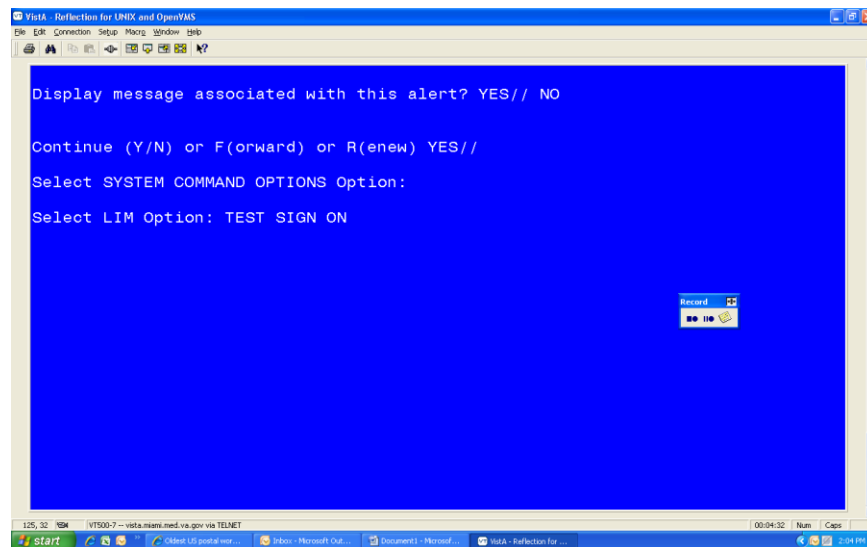 VistA - Reflection for UNIX and OpenVMS
File Edit Connection Setup Macro Window Help
Display message associated with this alert? YES// NO
Continue (Y/N) or F(orward) or R(enew) YES//
Select SYSTEM COMMAND OPTIONS Option:
Select LIM Option: TEST SIGN ON
Record
125, 32 VT500-7 -- vista.miami.med.va.gov via TELNET 00:04:32 Num Caps
start Oldest US postal wor... Inbox - Microsoft Out... Document1 - Microsof... VistA - Reflection for ... 2:04 PM